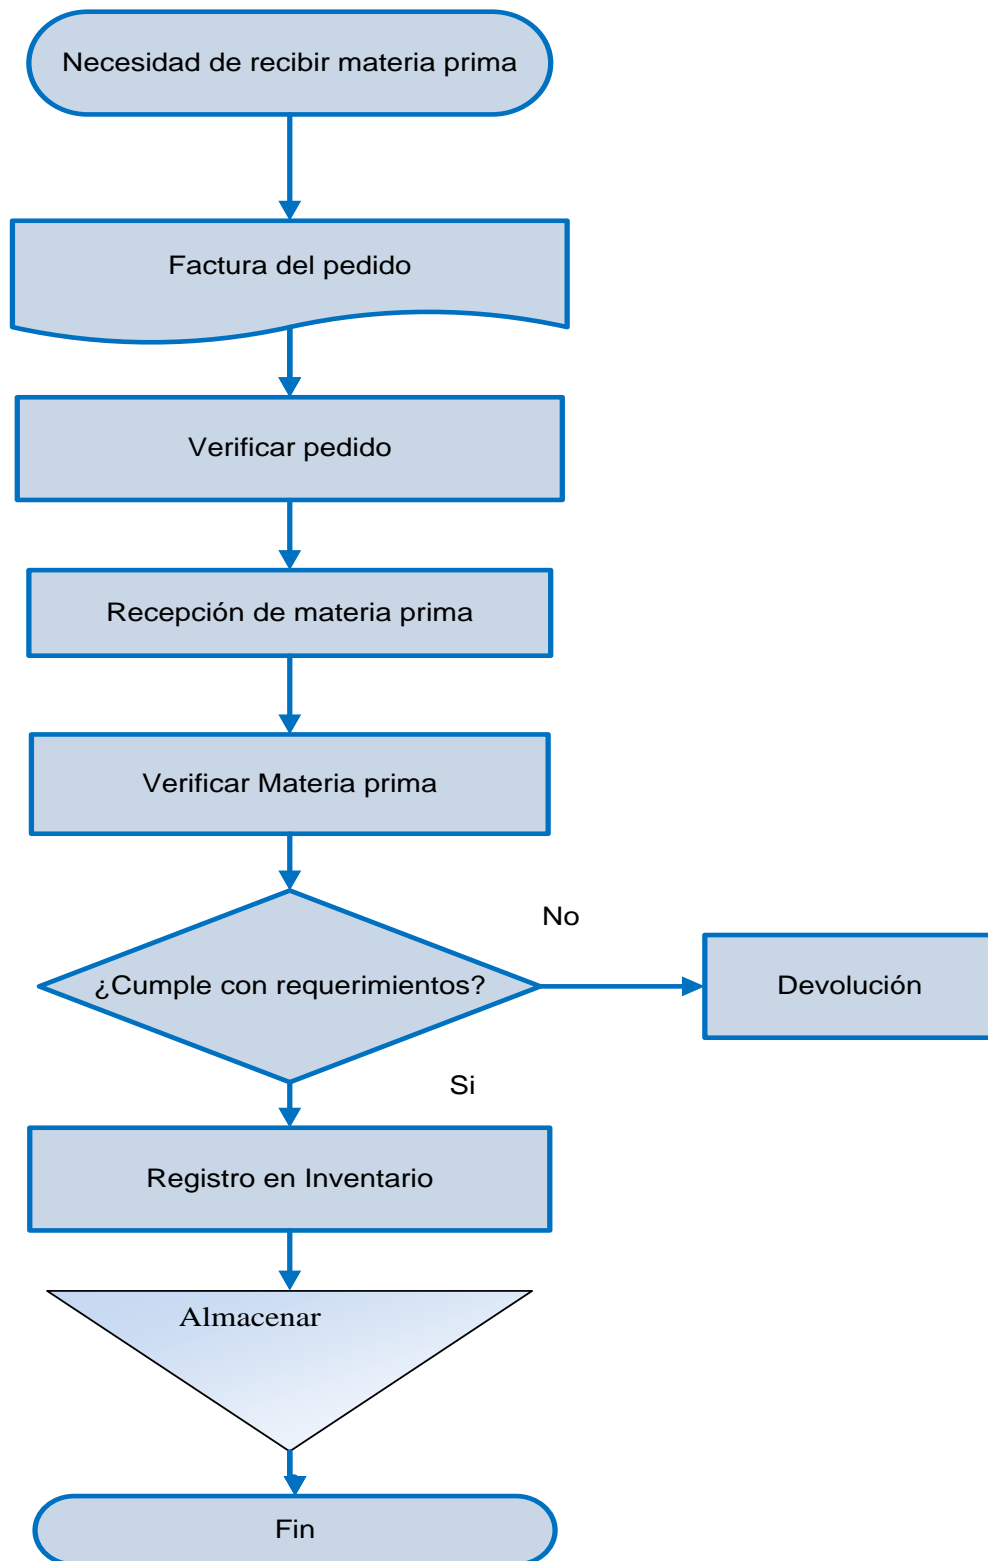 Necesidad de recibir materia prima
Factura del pedido
Verificar pedido
Recepción de materia prima
Verificar Materia prima
No
¿Cumple con requerimientos?
Devolución
Si
Registro en Inventario
Almacenar
Fin